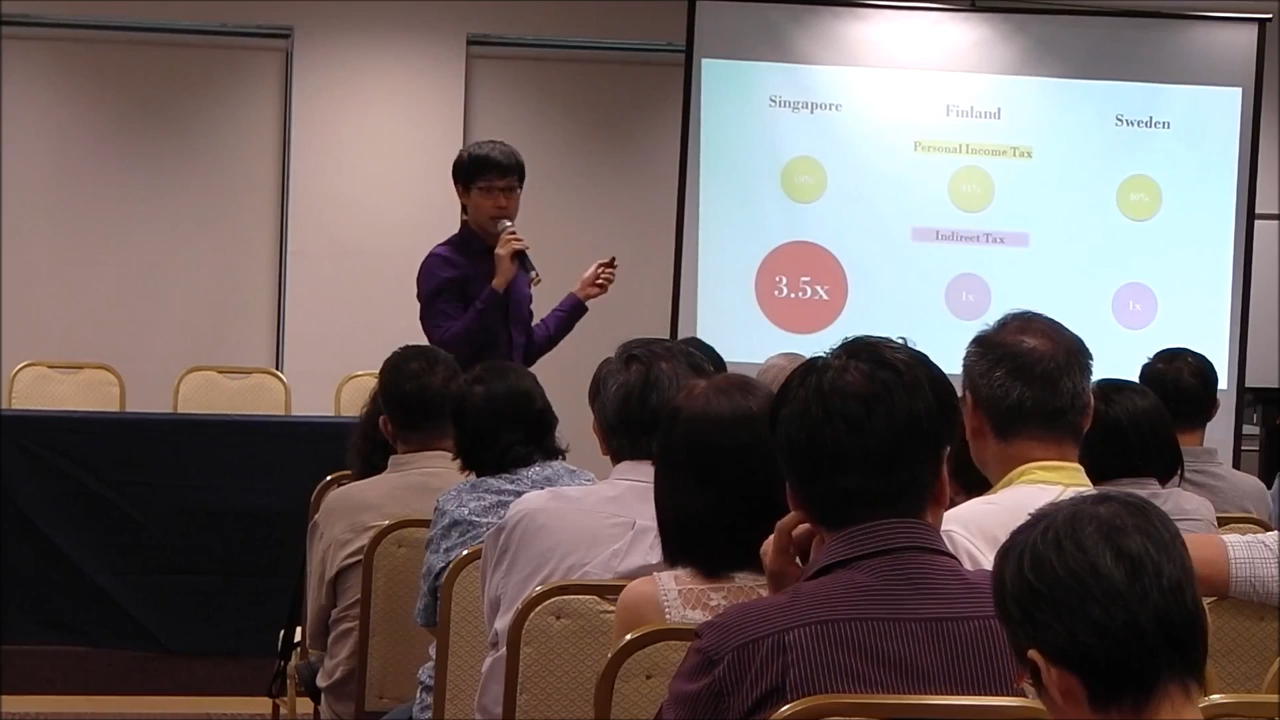 Singapore
Finland
Sweden
Personal Income Tax
Indirect Tax
3.5x
1x
1x